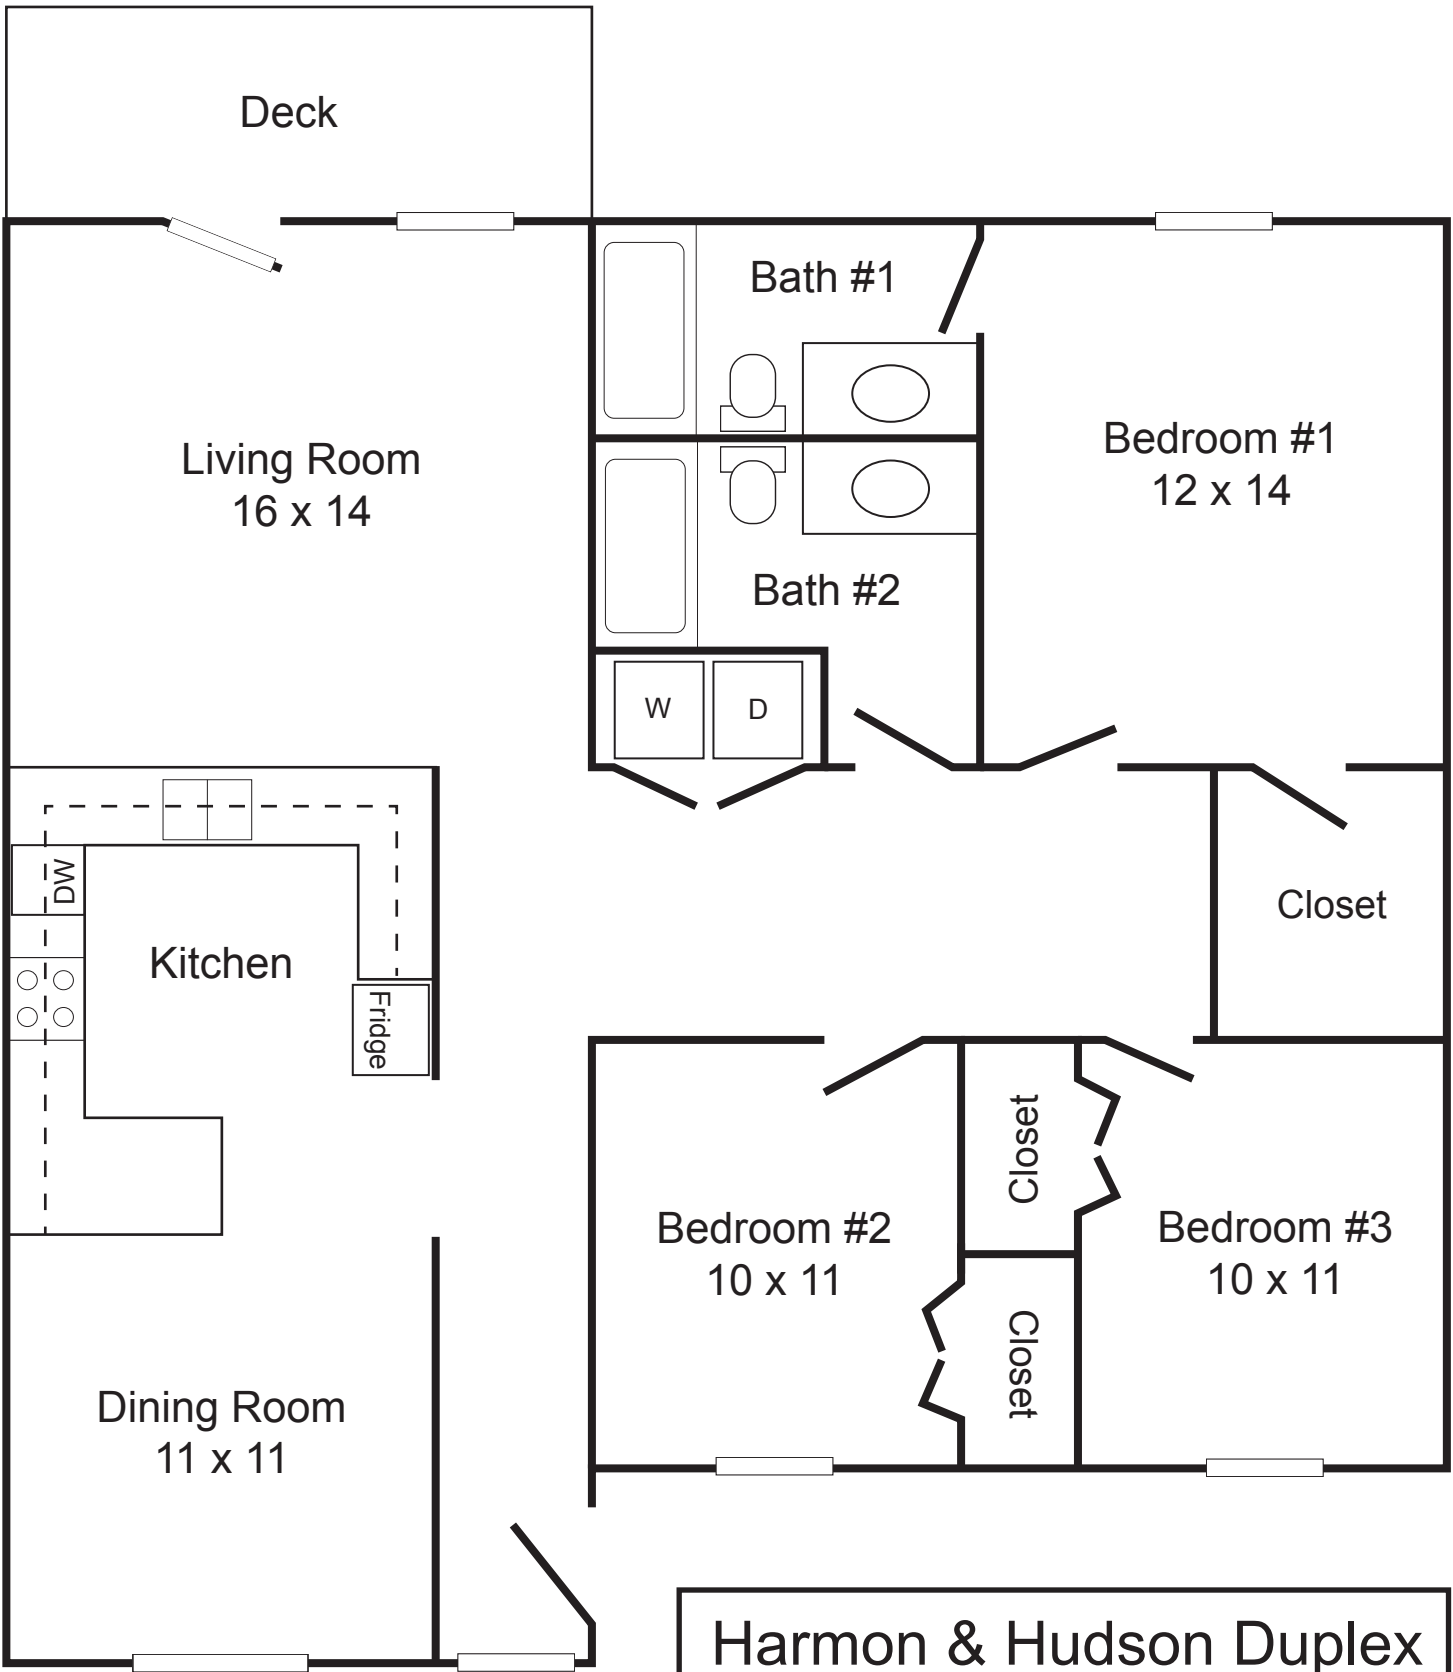 Deck
Bath #1
Living Room
16 x 14
Bedroom #1
12 x 14
Bath #2
W
D
DW
Kitchen
Closet
Fridge
Closet
Bedroom #2
10 x 11
Bedroom #3
10 x 11
Closet
Dining Room
11 x 11
Harmon & Hudson Duplex